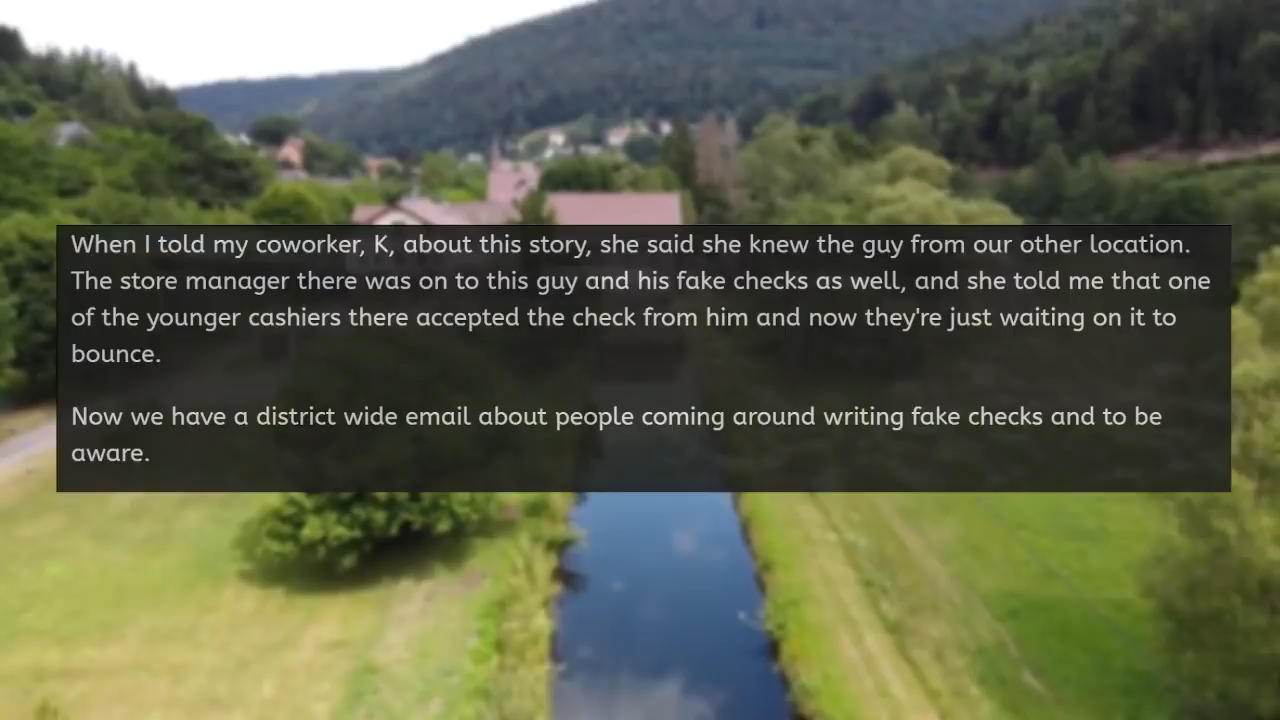 When I told my coworker, K, about this story, she said she knew the guy from our other location.
The store manager there was on to this guy and his fake checks as well, and she told me that one
of the younger cashiers there accepted the check from him and now they're just waiting on it to
bounce.
Now we have a district wide email about people coming around writing fake checks and to be
aware.